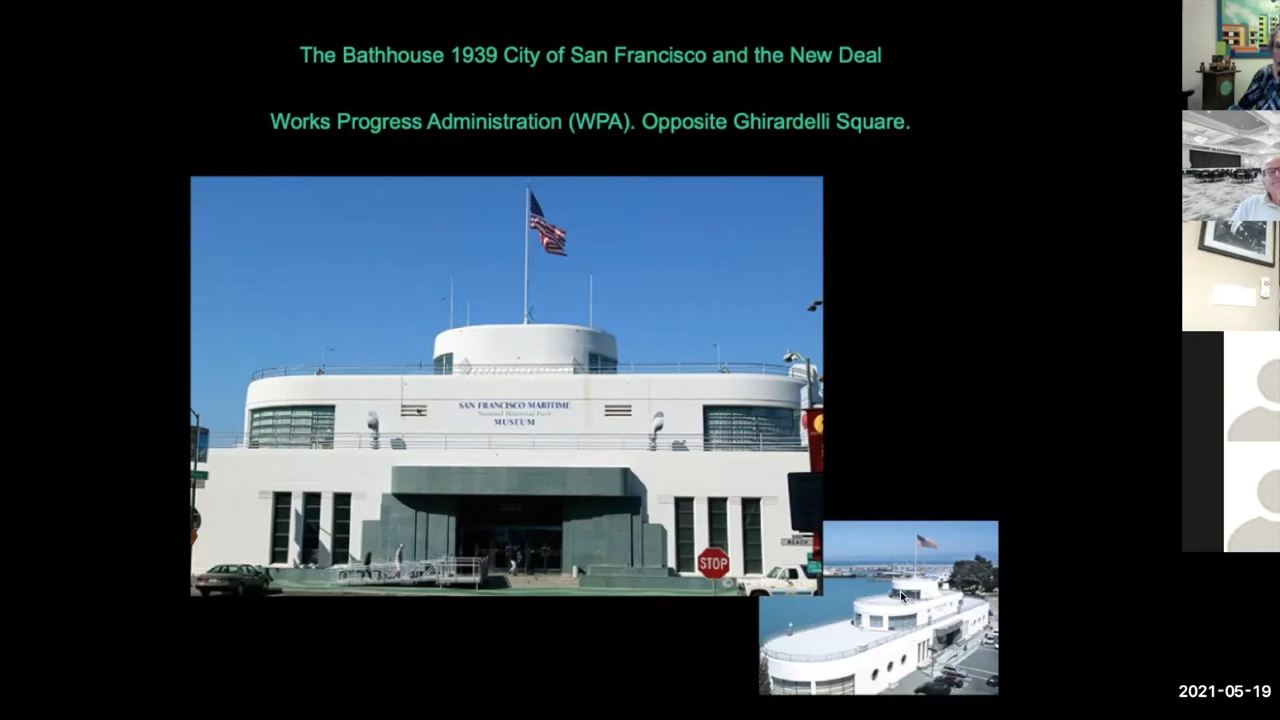 The Bathhouse 1939 City of San Francisco and the New Deal
Works Progress Administration (WPA). Opposite Ghirardelli Square.
SAN FRANCISCO MARITIME
National Historical Park
MUSEUM
BEACH
STOP
2021-05-19